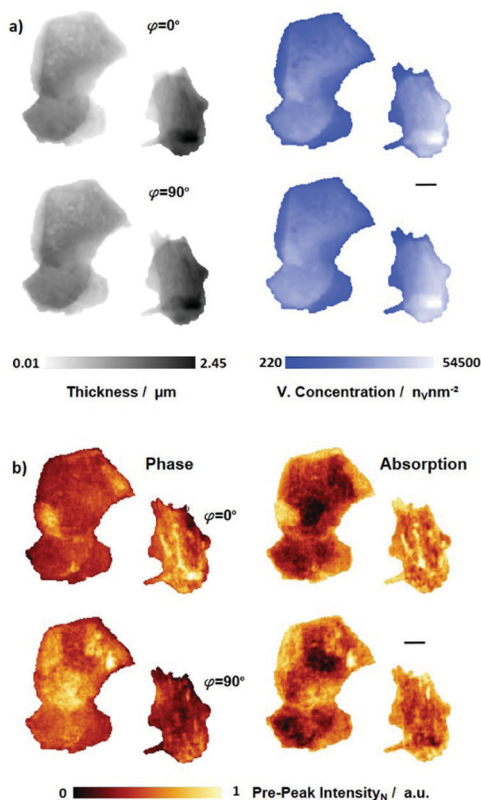 a)
φ=0°
φ=90°
0.01 2.45 220 54500
Thickness / µm V. Concentration / nᵥnm⁻²
b)
Phase Absorption
φ=0°
φ=90°
0 1 Pre-Peak Intensity_N / a.u.